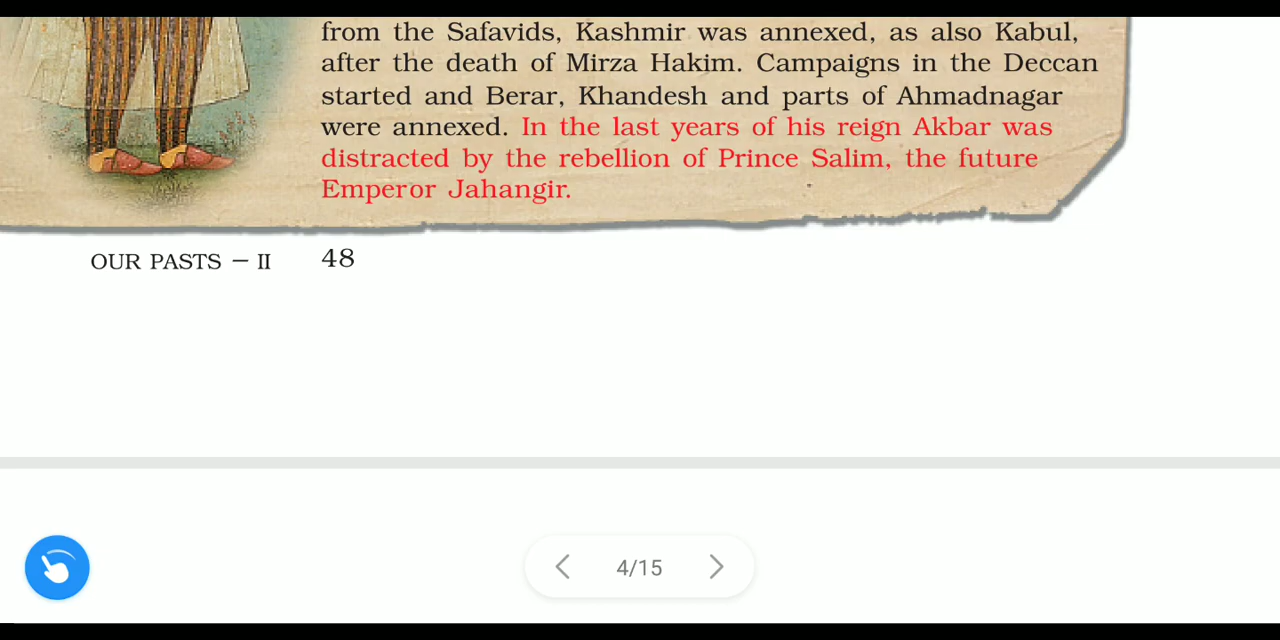 from the Safavids, Kashmir was annexed, as also Kabul,
after the death of Mirza Hakim. Campaigns in the Deccan
started and Berar, Khandesh and parts of Ahmadnagar
were annexed. In the last years of his reign Akbar was
distracted by the rebellion of Prince Salim, the future
Emperor Jahangir.
OUR PASTS – II 48
4/15